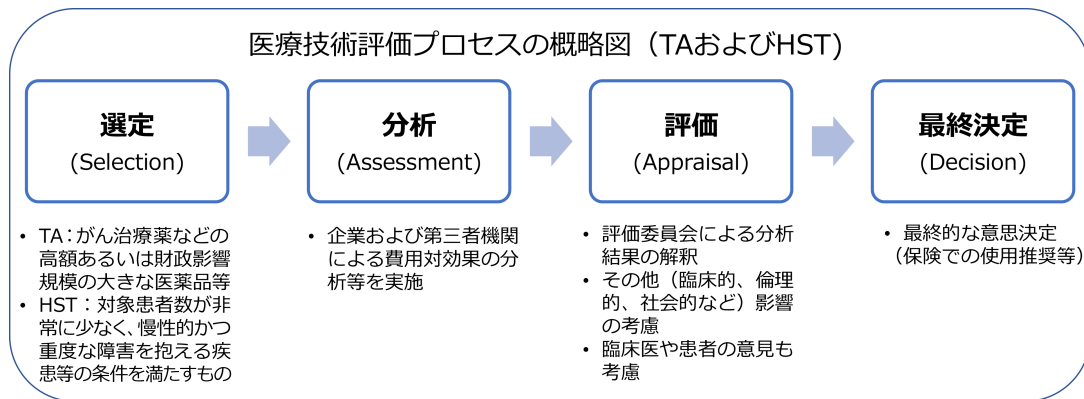 医療技術評価プロセスの概略図（TAおよびHST)
選定
(Selection)
分析
(Assessment)
評価
(Appraisal)
最終決定
(Decision)
• TA：がん治療薬などの
高額あるいは財政影響
規模の大きな医薬品等
• HST：対象患者数が非
常に少なく、慢性的かつ
重度な障害を抱える疾
患等の条件を満たすもの
• 企業および第三者機関
による費用対効果の分
析等を実施
• 評価委員会による分析
結果の解釈
• その他（臨床的、倫理
的、社会的など）影響
の考慮
• 臨床医や患者の意見も
考慮
• 最終的な意思決定
（保険での使用推奨等）